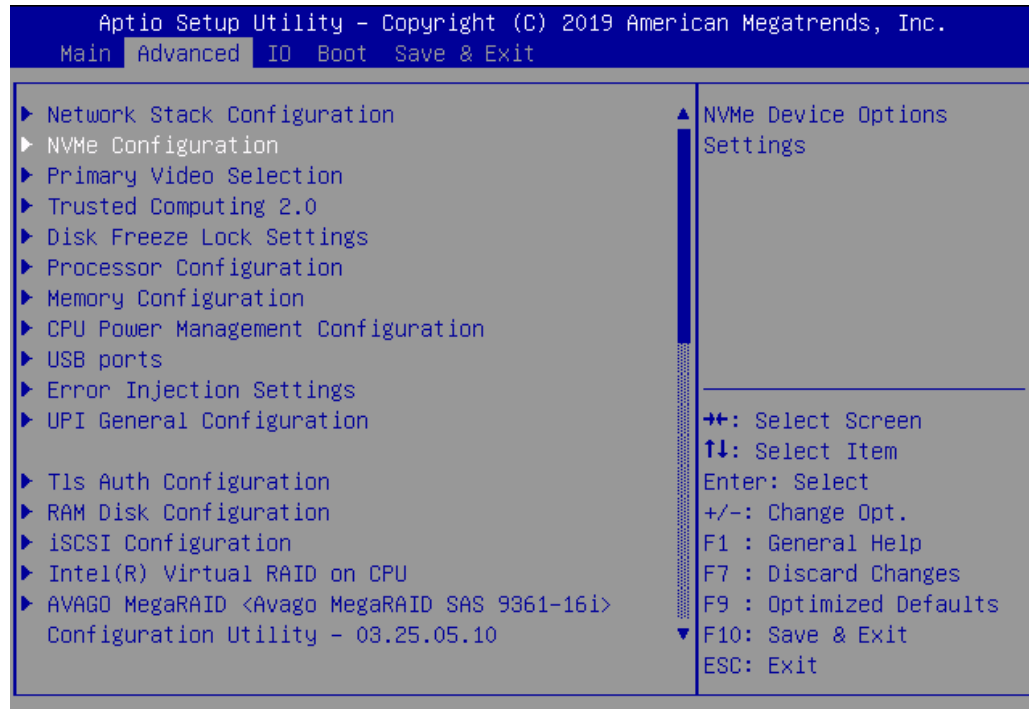 Aptio Setup Utility – Copyright (C) 2019 American Megatrends, Inc.
Main Advanced IO Boot Save & Exit
Network Stack Configuration
NVMe Configuration
Primary Video Selection
Trusted Computing 2.0
Disk Freeze Lock Settings
Processor Configuration
Memory Configuration
CPU Power Management Configuration
USB ports
Error Injection Settings
UPI General Configuration
Tls Auth Configuration
RAM Disk Configuration
iSCSI Configuration
Intel(R) Virtual RAID on CPU
AVAGO MegaRAID <Avago MegaRAID SAS 9361-16i>
Configuration Utility – 03.25.05.10
NVMe Device Options
Settings
→←: Select Screen
↑↓: Select Item
Enter: Select
+/-: Change Opt.
F1 : General Help
F7 : Discard Changes
F9 : Optimized Defaults
F10: Save & Exit
ESC: Exit